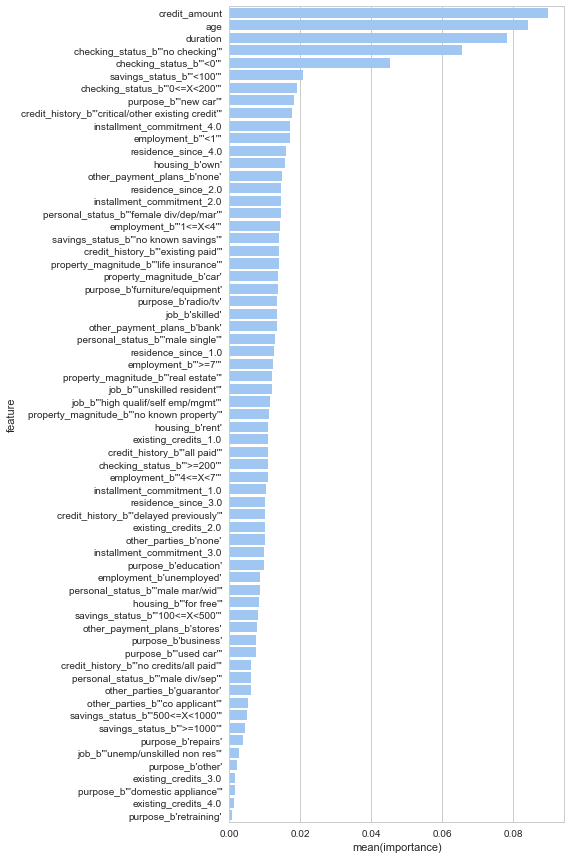 credit_amount
age
duration
checking_status_b"'no checking'"
checking_status_b"'<0'"
savings_status_b"'<100'"
checking_status_b"'0<=X<200'"
purpose_b"'new car'"
credit_history_b"'critical/other existing credit'"
installment_commitment_4.0
employment_b"'<1'"
residence_since_4.0
housing_b'own'
other_payment_plans_b'none'
residence_since_2.0
installment_commitment_2.0
personal_status_b"'female div/dep/mar'"
employment_b"'1<=X<4'"
savings_status_b"'no known savings'"
credit_history_b"'existing paid'"
property_magnitude_b"'life insurance'"
property_magnitude_b'car'
purpose_b'furniture/equipment'
purpose_b'radio/tv'
job_b'skilled'
other_payment_plans_b'bank'
personal_status_b"'male single'"
residence_since_1.0
employment_b"'>=7'"
property_magnitude_b"'real estate'"
job_b"'unskilled resident'"
job_b"'high qualif/self emp/mgmt'"
property_magnitude_b"'no known property'"
housing_b'rent'
existing_credits_1.0
credit_history_b"'all paid'"
checking_status_b"'>=200'"
employment_b"'4<=X<7'"
installment_commitment_1.0
residence_since_3.0
credit_history_b"'delayed previously'"
existing_credits_2.0
other_parties_b'none'
installment_commitment_3.0
purpose_b'education'
employment_b'unemployed'
personal_status_b"'male mar/wid'"
housing_b"'for free'"
savings_status_b"'100<=X<500'"
other_payment_plans_b'stores'
purpose_b'business'
purpose_b"'used car'"
credit_history_b"'no credits/all paid'"
personal_status_b"'male div/sep'"
other_parties_b'guarantor'
other_parties_b"'co applicant'"
savings_status_b"'500<=X<1000'"
savings_status_b"'>=1000'"
purpose_b'repairs'
job_b"'unemp/unskilled non res'"
purpose_b'other'
existing_credits_3.0
purpose_b"'domestic appliance'"
existing_credits_4.0
purpose_b'retraining'
feature
0.00 0.02 0.04 0.06 0.08
mean(importance)